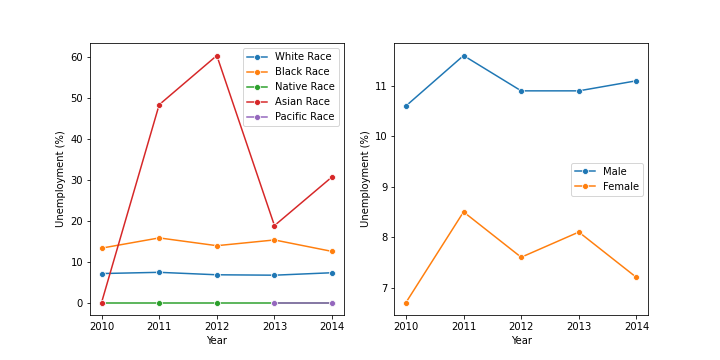 Unemployment (%)
60
50
40
30
20
10
0
2010 2011 2012 2013 2014
Year
White Race
Black Race
Native Race
Asian Race
Pacific Race
Unemployment (%)
11
10
9
8
7
2010 2011 2012 2013 2014
Year
Male
Female